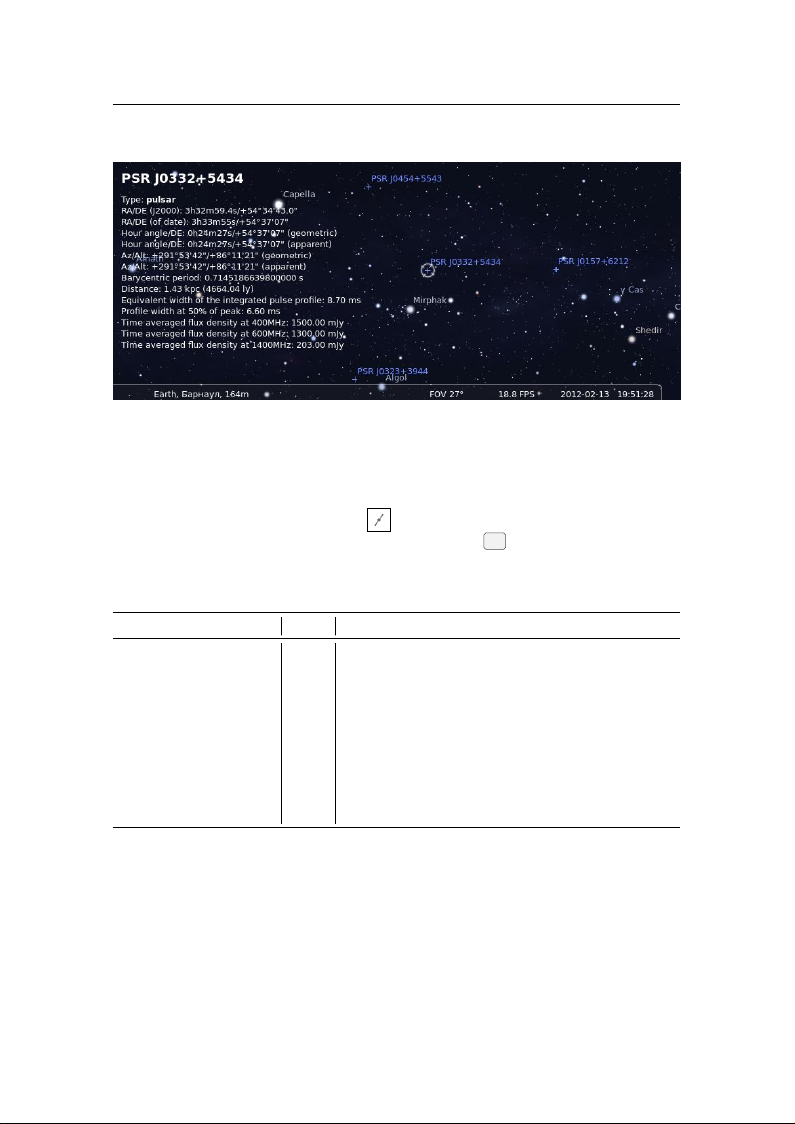 PSR J0332+5434
PSR J0454+5543
Capella
Type: pulsar
RA/DE (J2000): 3h32m59.4s/+54°34'43.0"
RA/DE (of date): 3h33m55s/+54°37'07"
Hour angle/DE: 0h24m27s/+54°37'07" (geometric)
Hour angle/DE: 0h24m27s/+54°37'07" (apparent)
Az/Alt: +291°53'42"/+86°11'21" (geometric)
Az/Alt: +291°53'42"/+86°11'21" (apparent)
PSR J0332+5434
PSR J0157+6212
Barycentric period: 0.7145186639800000 s
Distance: 1.43 kpc (4664.04 ly)
Equivalent width of the integrated pulse profile: 8.70 ms
Profile width at 50% of peak: 6.60 ms
Mirphak
γ Cas
C
Time averaged flux density at 400MHz: 1500.00 mJy
Time averaged flux density at 600MHz: 1300.00 mJy
Time averaged flux density at 1400MHz: 203.00 mJy
Shedir
PSR J0323+3944
Algol
Earth, Барнаул, 164m FOV 27° 18.8 FPS 2012-02-13 19:51:28